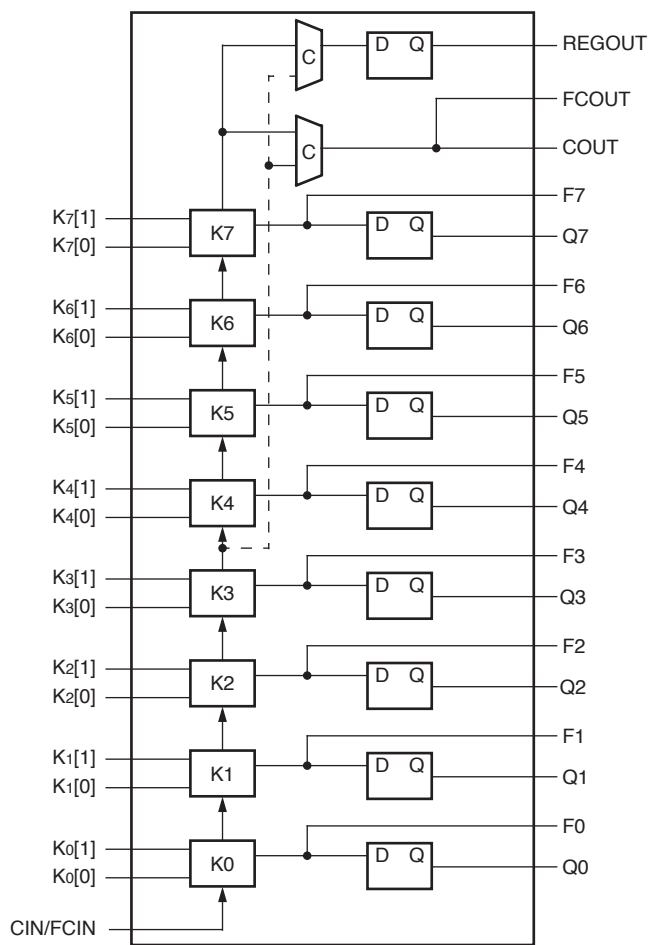 D Q REGOUT
C
FCOUT
C COUT
F7
K7[1]
K7 D Q
K7[0] Q7
F6
K6[1]
K6 D Q
K6[0] Q6
F5
K5[1]
K5 D Q
K5[0] Q5
F4
K4[1]
K4 D Q
K4[0] Q4
F3
K3[1]
K3 D Q
K3[0] Q3
F2
K2[1]
K2 D Q
K2[0] Q2
F1
K1[1]
K1 D Q
K1[0] Q1
F0
K0[1]
K0 D Q
K0[0] Q0
CIN/FCIN